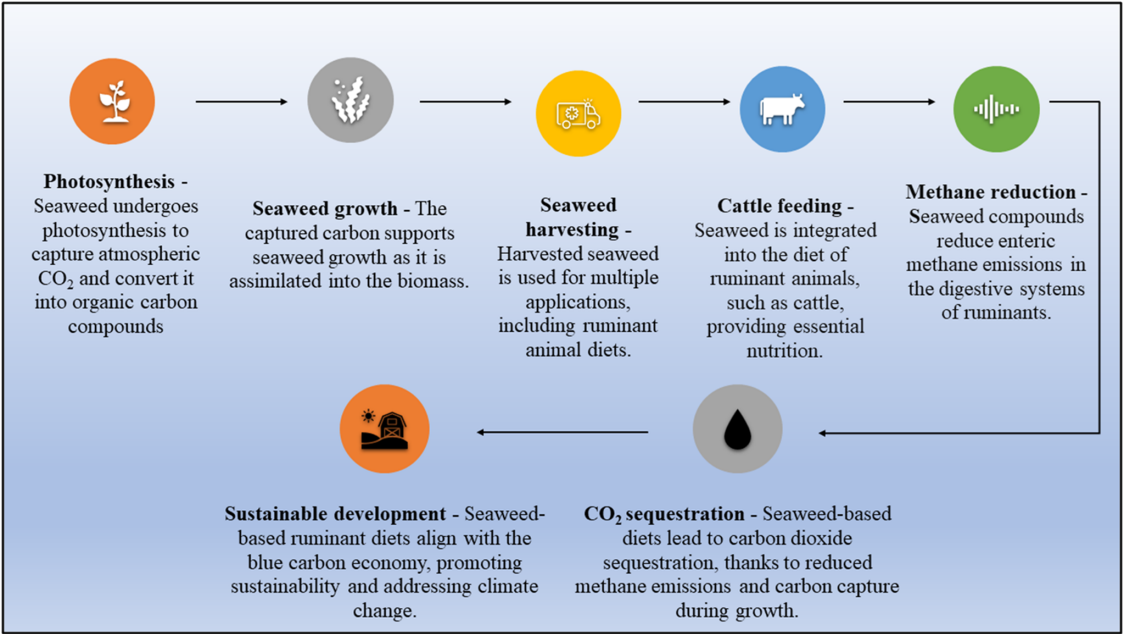 Photosynthesis -
Seaweed undergoes
photosynthesis to
capture atmospheric
CO₂ and convert it
into organic carbon
compounds
Seaweed growth - The
captured carbon supports
seaweed growth as it is
assimilated into the biomass.
Seaweed
harvesting -
Harvested seaweed
is used for multiple
applications,
including ruminant
animal diets.
Cattle feeding -
Seaweed is integrated
into the diet of
ruminant animals,
such as cattle,
providing essential
nutrition.
Methane reduction -
Seaweed compounds
reduce enteric
methane emissions in
the digestive systems
of ruminants.
Sustainable development - Seaweed-
based ruminant diets align with the
blue carbon economy, promoting
sustainability and addressing climate
change.
CO₂ sequestration - Seaweed-based
diets lead to carbon dioxide
sequestration, thanks to reduced
methane emissions and carbon capture
during growth.